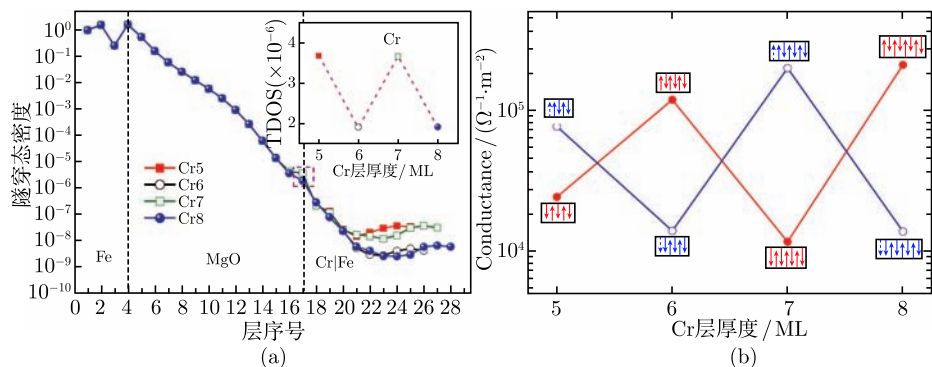 10^0
10^-1
10^-2
10^-3
10^-4
10^-5
10^-6
10^-7
10^-8
10^-9
10^-10
隧穿态密度
Cr5
Cr6
Cr7
Cr8
Fe
MgO
Cr|Fe
0 2 4 6 8 10 12 14 16 18 20 22 24 26 28
层序号
(a)
TDOS(×10^-6)
4
3
2
Cr
5 6 7 8
Cr层厚度/ML
Conductance/(Ω^-1·m^-2)
10^5
10^4
5 6 7 8
Cr层厚度/ML
(b)